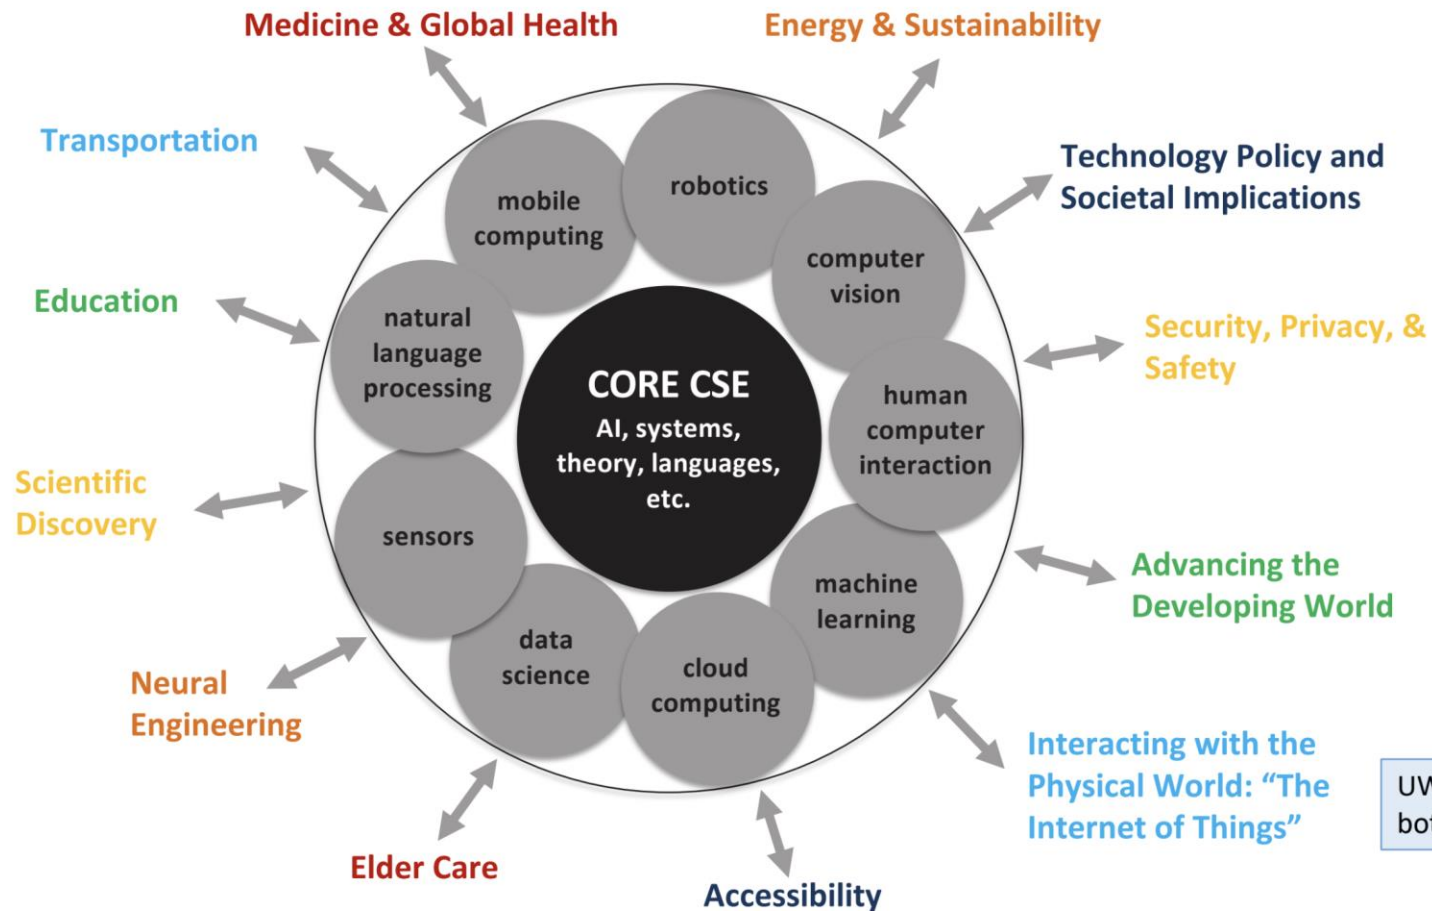 Medicine & Global Health
Energy & Sustainability
Transportation
Technology Policy and
Societal Implications
mobile
computing
robotics
computer
vision
Education
natural
language
processing
Security, Privacy, &
Safety
CORE CSE
AI, systems,
theory, languages,
etc.
human
computer
interaction
Scientific
Discovery
sensors
machine
learning
Advancing the
Developing World
data
science
cloud
computing
Neural
Engineering
Interacting with the
Physical World: “The
Internet of Things”
Elder Care
Accessibility